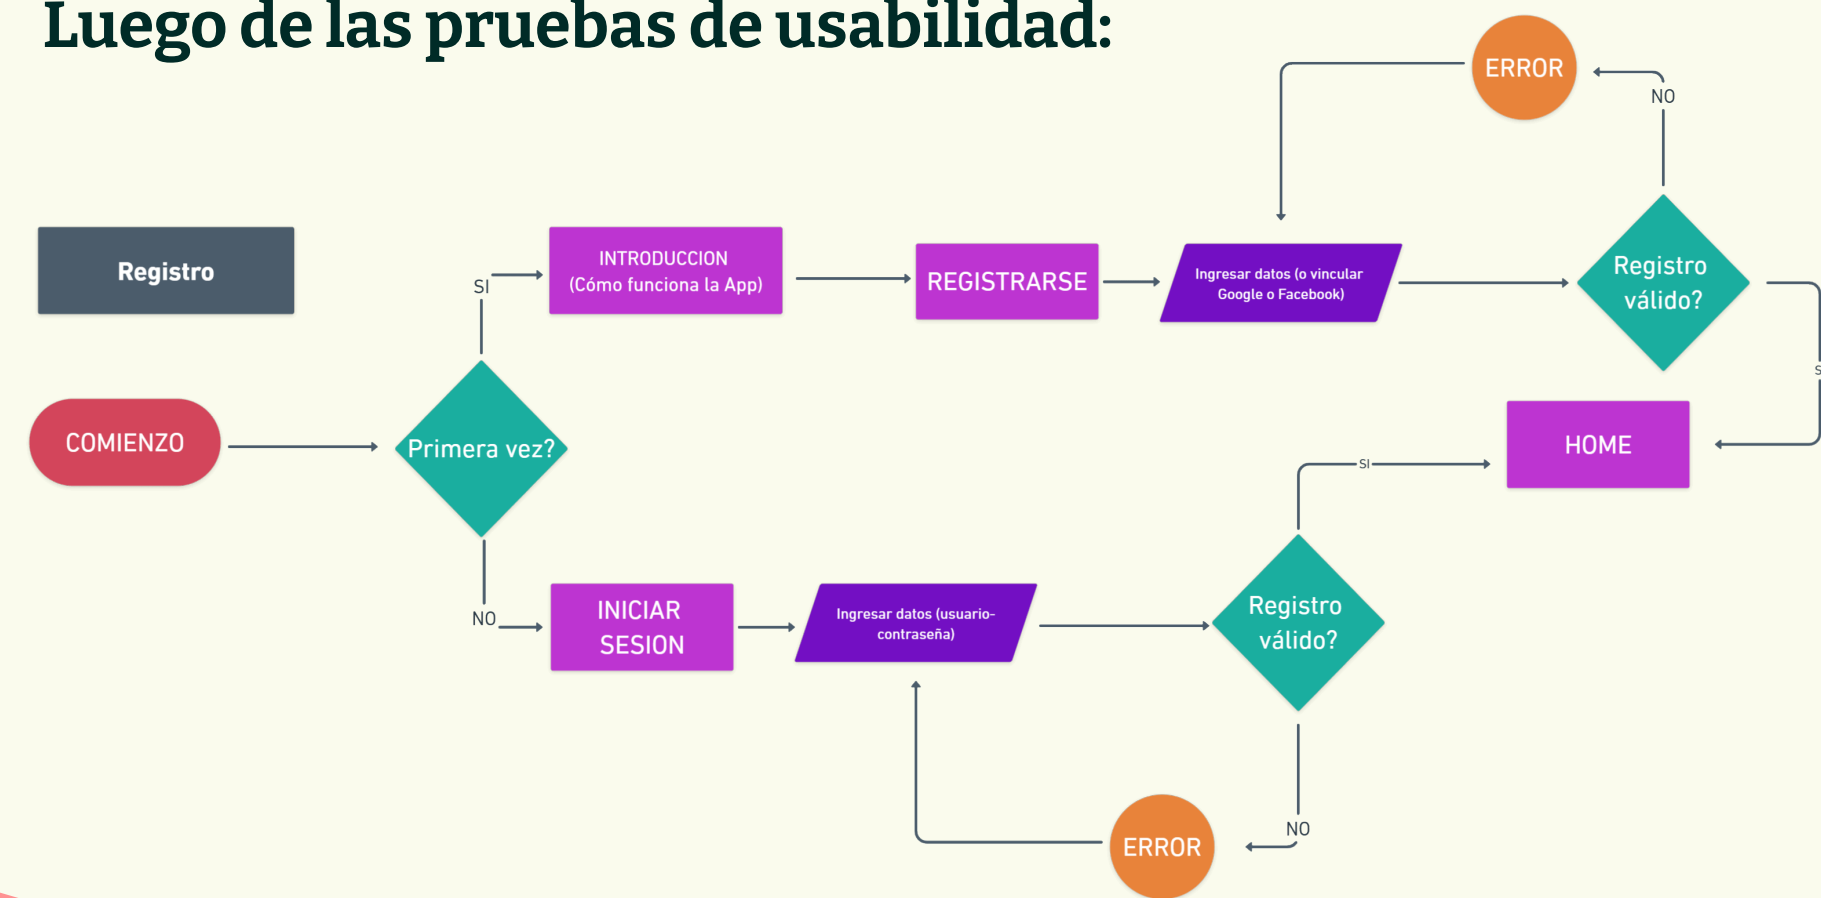 Luego de las pruebas de usabilidad:
ERROR
NO
Registro
SI
INTRODUCCION
(Cómo funciona la App)
REGISTRARSE
Ingresar datos (o vincular
Google o Facebook)
Registro
válido?
COMIENZO
Primera vez?
HOME
SI
NO
INICIAR
SESION
Ingresar datos (usuario-
contraseña)
Registro
válido?
NO
ERROR